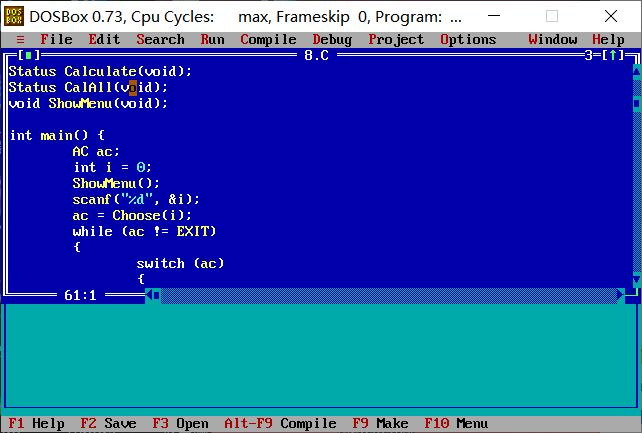 DOS BOX DOSBox 0.73, Cpu Cycles: max, Frameskip 0, Program: ...
≡ File Edit Search Run Compile Debug Project Options Window Help
[■] 8.C 3=[↑]
Status Calculate(void);
Status CalAll(void);
void ShowMenu(void);
int main() {
AC ac;
int i = 0;
ShowMenu();
scanf("%d", &i);
ac = Choose(i);
while (ac != EXIT)
{
switch (ac)
{
61:1
F1 Help F2 Save F3 Open Alt-F9 Compile F9 Make F10 Menu